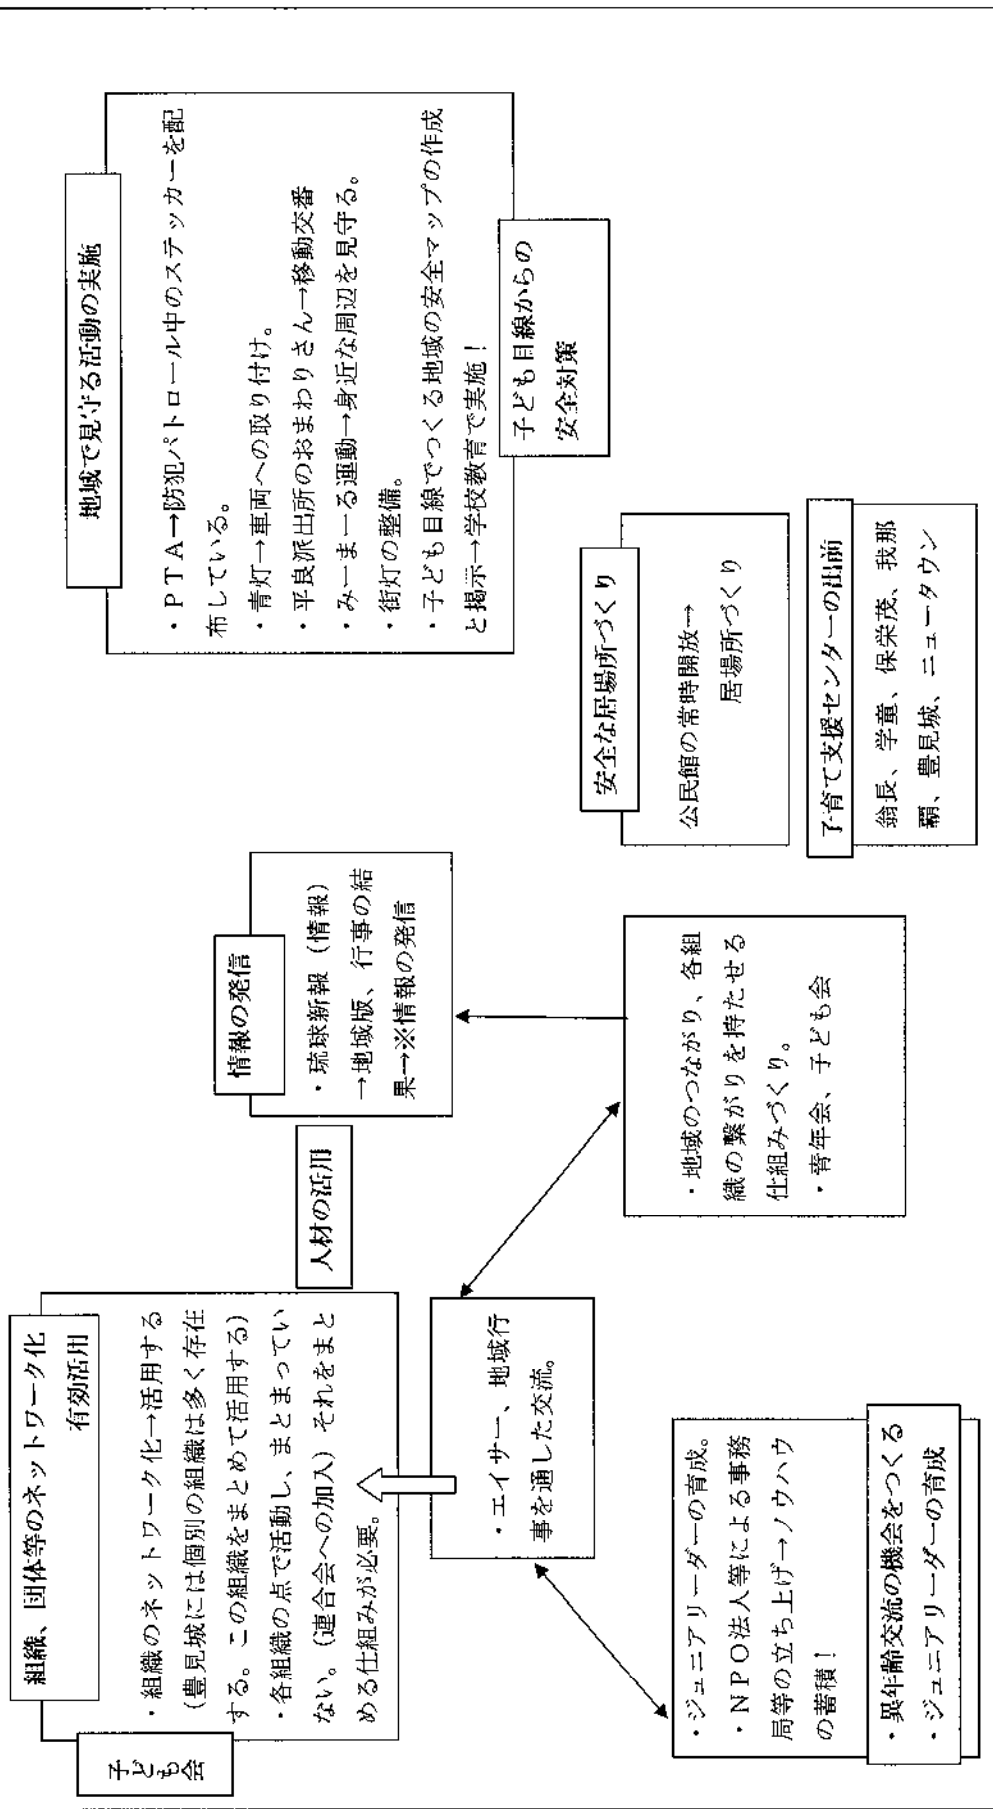 組織、団体等のネットワーク化
有効活用
子ども会
・組織のネットワーク化→活用する
(豊見城には個別の組織は多く存在
する。この組織をまとめて活用する)
・各組織の点で活動し、まとまってい
ない。(連合会への加入)それをまと
める仕組みが必要。
人材の活用
情報の発信
・琉球新報(情報)
→地域版、行事の結
果→※情報の発信
地域で見守る活動の実施
・PTA→防犯パトロール中のステッカーを配
布している。
・青灯→車両への取り付け。
・平良派出所のおまわりさん→移動交番
・みーまーる運動→身近な周辺を見守る。
街灯の整備。
・子ども目線でつくる地域の安全マップの作成
と掲示→学校教育で実施!
子ども目線からの
安全対策
・エイサー、地域行
事を通した交流。
・ジュニアリーダーの育成。
・NPO法人等による事務
局等の立ち上げ→ノウハウ
の蓄積!
・異年齢交流の機会をつくる
・ジュニアリーダーの育成
・地域のつながり、各組
織の繋がりを持たせる
仕組みづくり。
・青年会、子ども会
安全な居場所づくり
公民館の常時開放→
居場所づくり
子育て支援センターの出前
翁長、学童、保栄茂、我那
覇、豊見城、ニュータウン